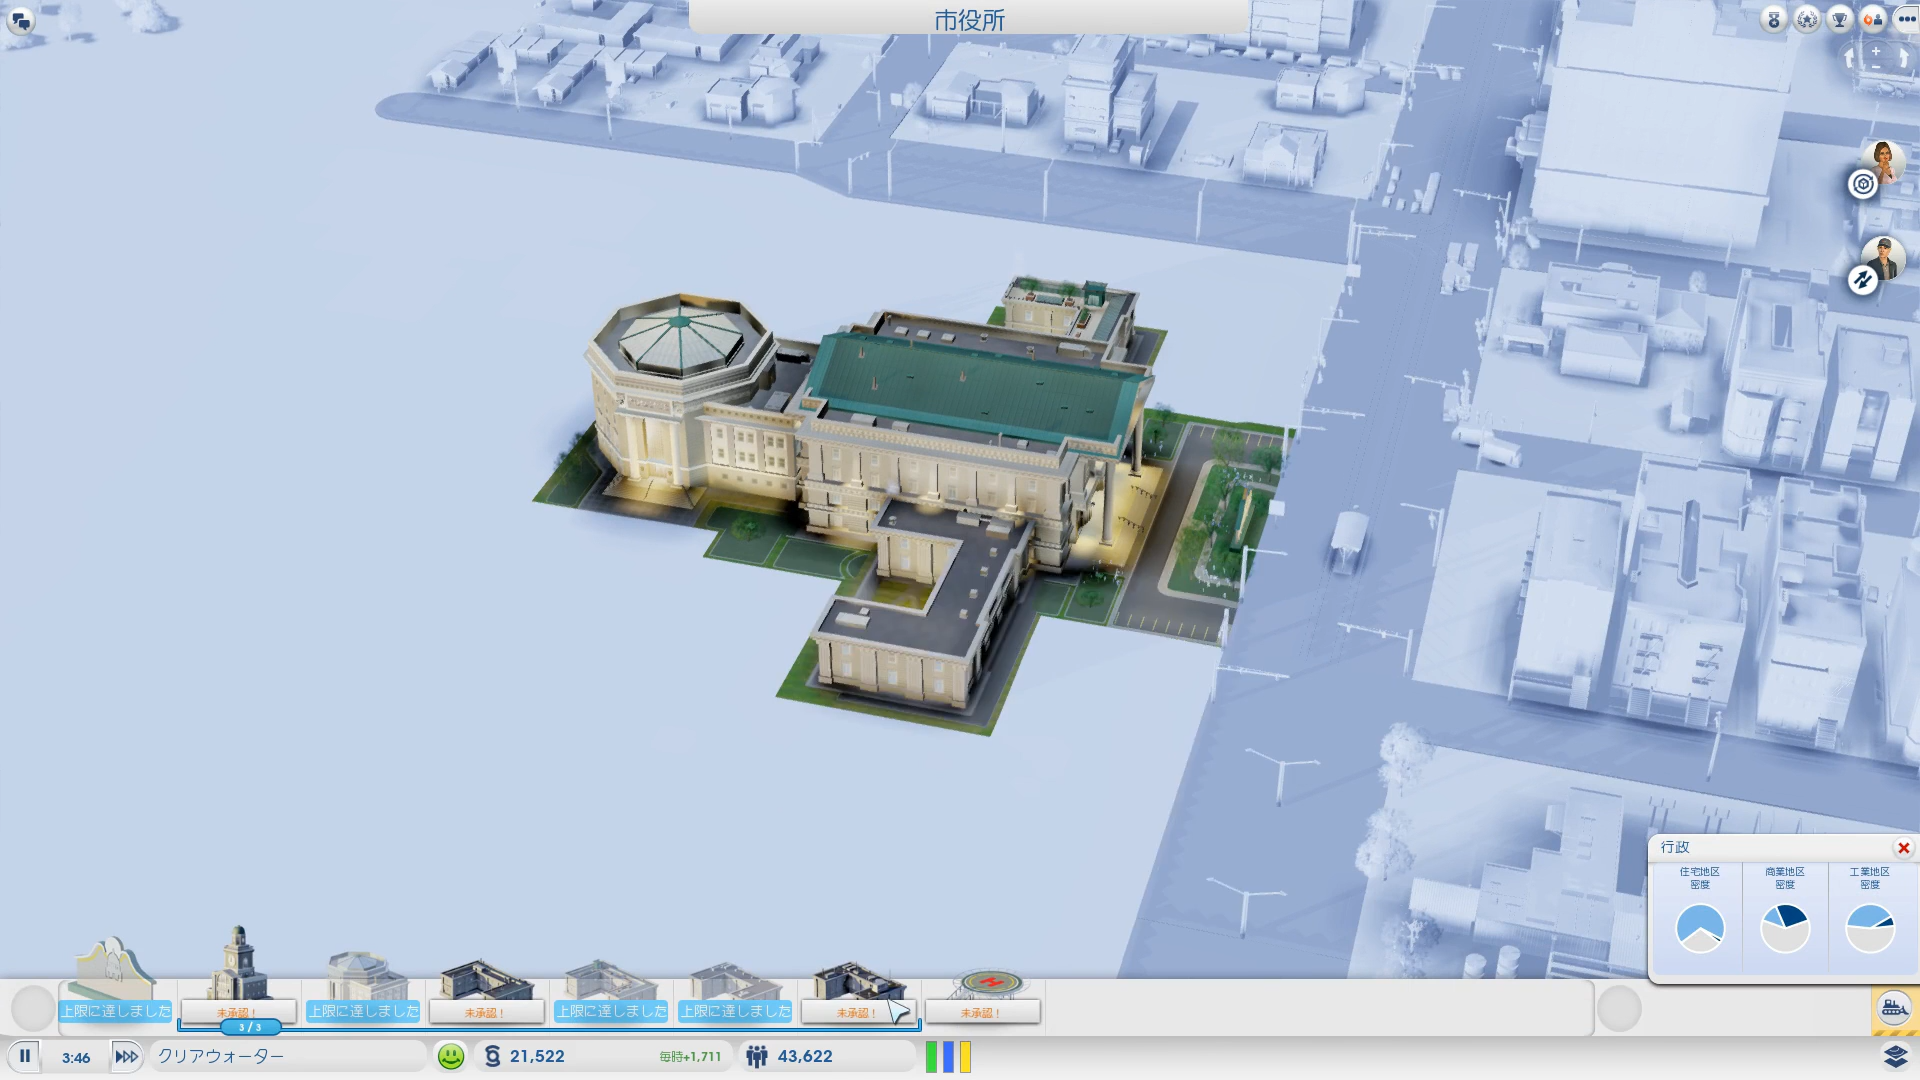 市役所
行政
住宅地区
密度
商業地区
密度
工業地区
密度
上限に達しました
未承認！
上限に達しました
未承認！
上限に達しました
上限に達しました
未承認！
未承認！
3 / 3
3:46
クリアウォーター
21,522
毎時+1,711
43,622